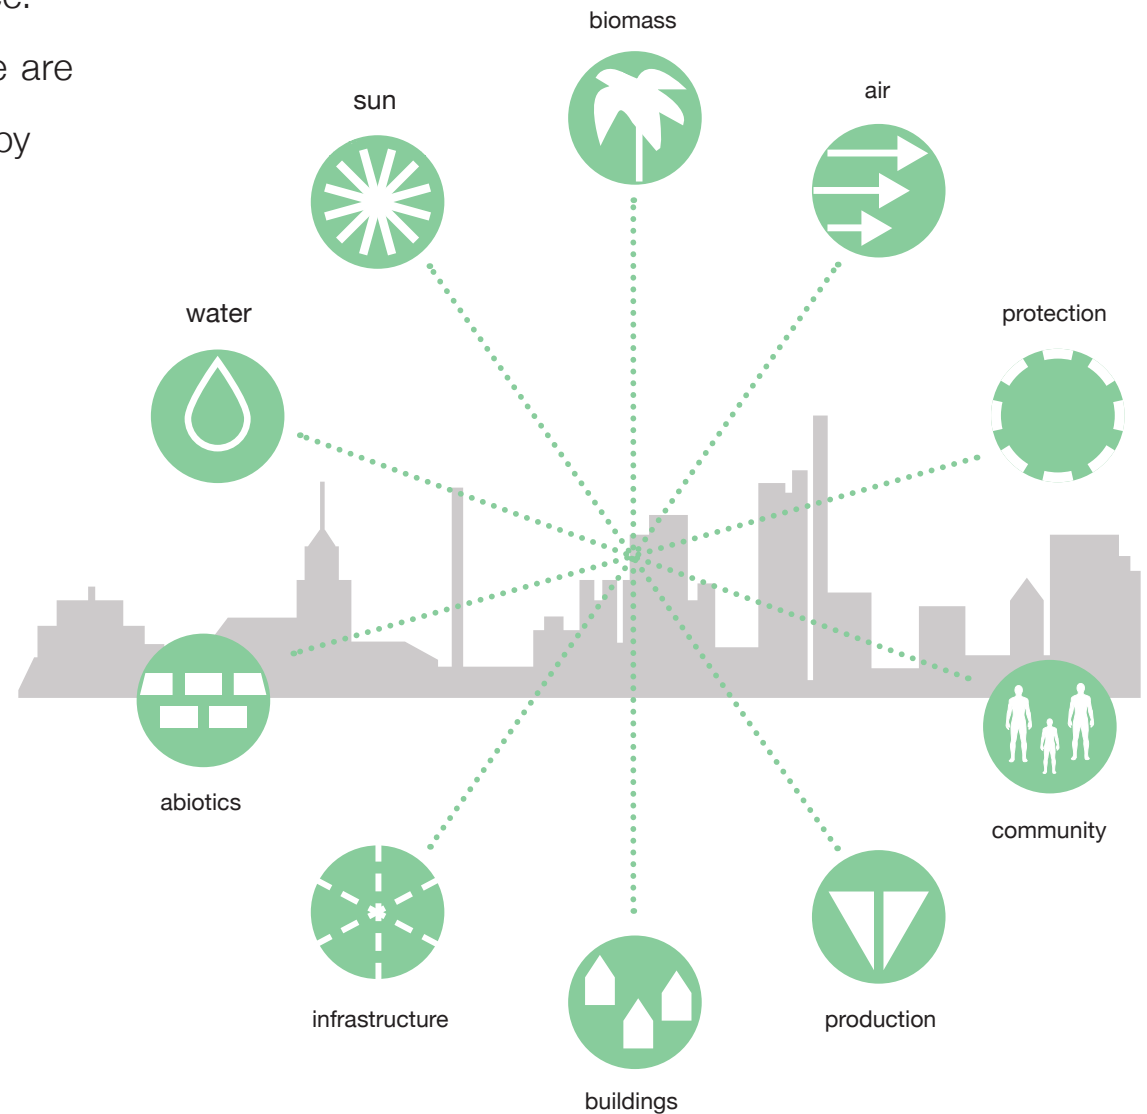 are
by
biomass
air
sun
water
protection
abiotics
community
infrastructure
production
buildings